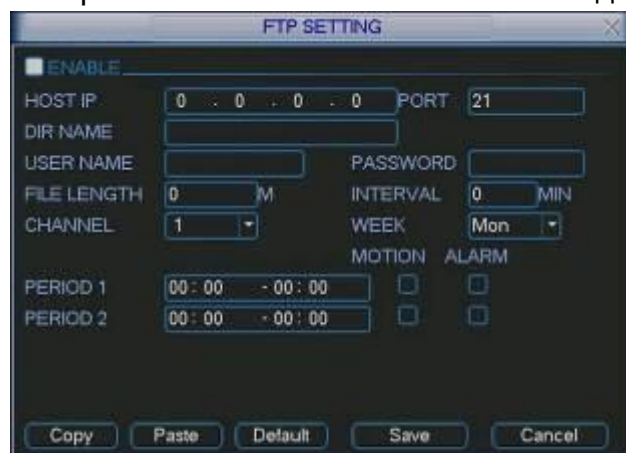 FTP SETTING
ENABLE
HOST IP 0 . 0 . 0 . 0 PORT 21
DIR NAME
USER NAME PASSWORD
FILE LENGTH 0 M INTERVAL 0 MIN
CHANNEL 1 WEEK Mon
MOTION ALARM
PERIOD 1 00:00 -00:00
PERIOD 2 00:00 -00:00
Copy Paste Default Save Cancel